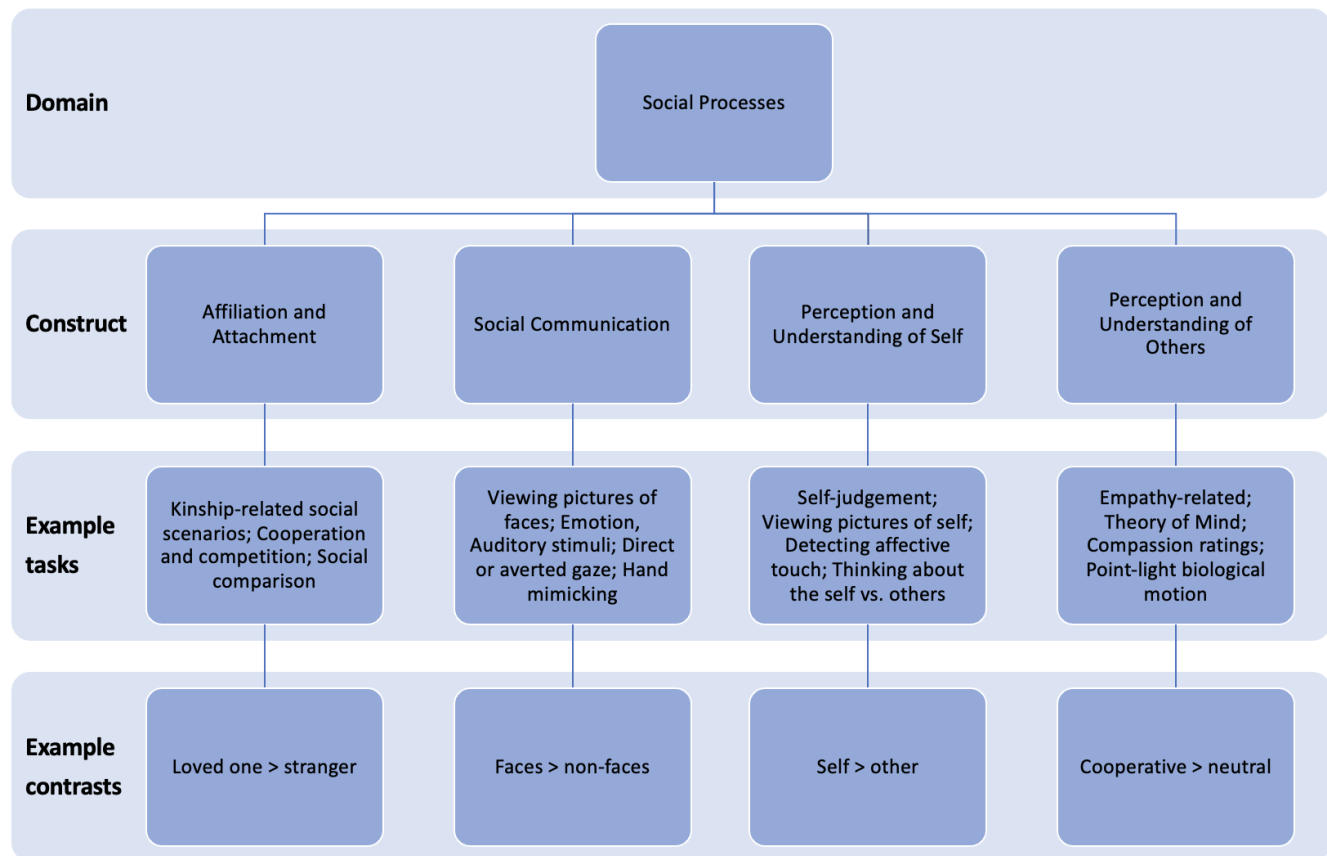 Domain
Social Processes
Construct
Affiliation and
Attachment
Social Communication
Perception and
Understanding of Self
Perception and
Understanding of
Others
Example
tasks
Kinship-related social
scenarios; Cooperation
and competition; Social
comparison
Viewing pictures of
faces; Emotion,
Auditory stimuli; Direct
or averted gaze; Hand
mimicking
Self-judgement;
Viewing pictures of self;
Detecting affective
touch; Thinking about
the self vs. others
Empathy-related;
Theory of Mind;
Compassion ratings;
Point-light biological
motion
Example
contrasts
Loved one > stranger
Faces > non-faces
Self > other
Cooperative > neutral